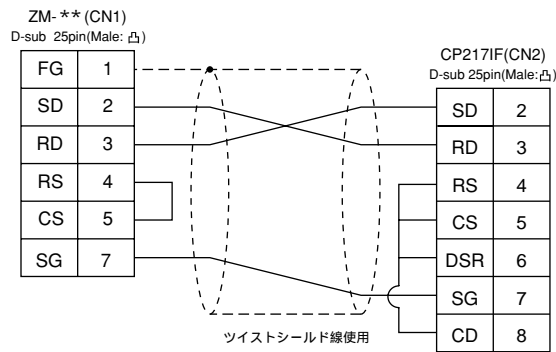 ZM-＊＊(CN1)
D-sub 25pin(Male: 凸)
FG 1
SD 2
RD 3
RS 4
CS 5
SG 7
CP217IF(CN2)
D-sub 25pin(Male:凸)
SD 2
RD 3
RS 4
CS 5
DSR 6
SG 7
CD 8
ツイストシールド線使用